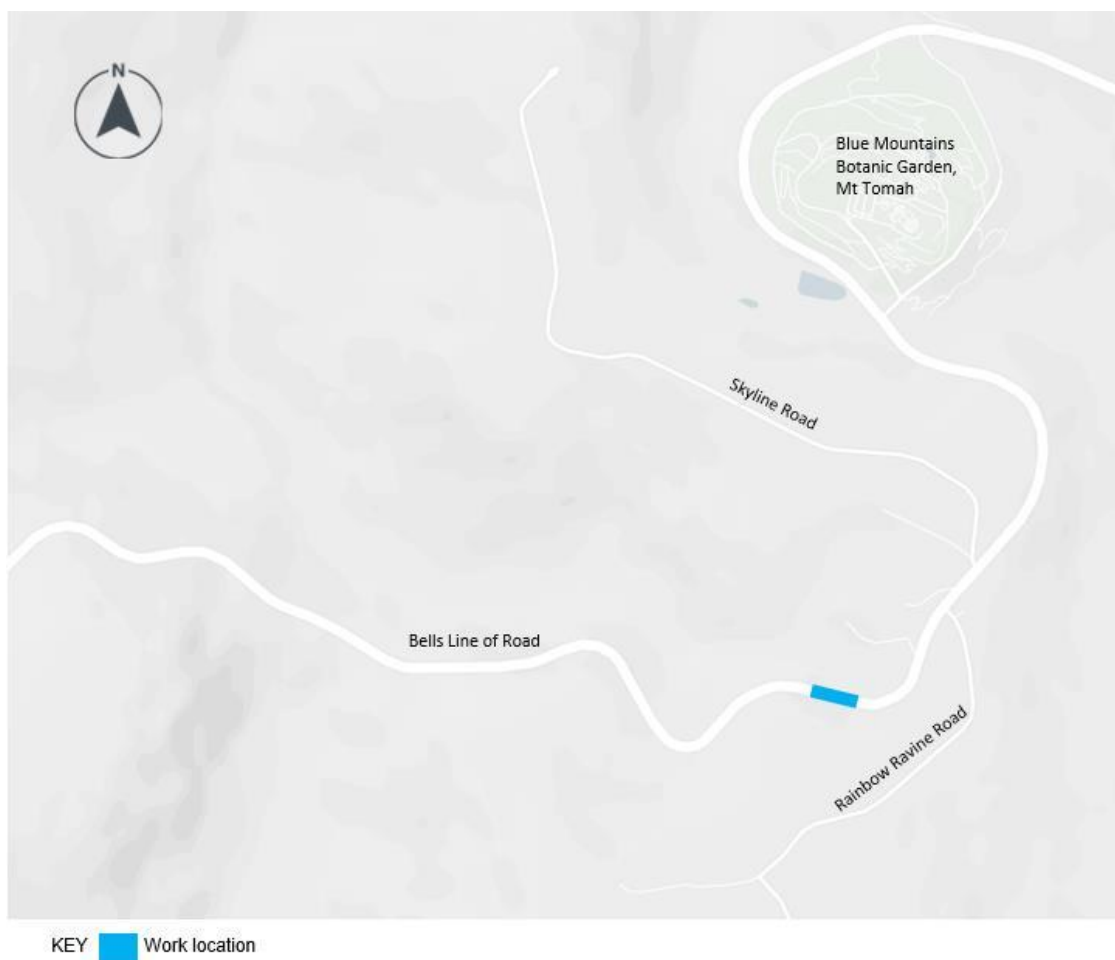 N
Blue Mountains
Botanic Garden,
Mt Tomah
Skyline Road
Bells Line of Road
Rainbow Ravine Road
KEY Work location